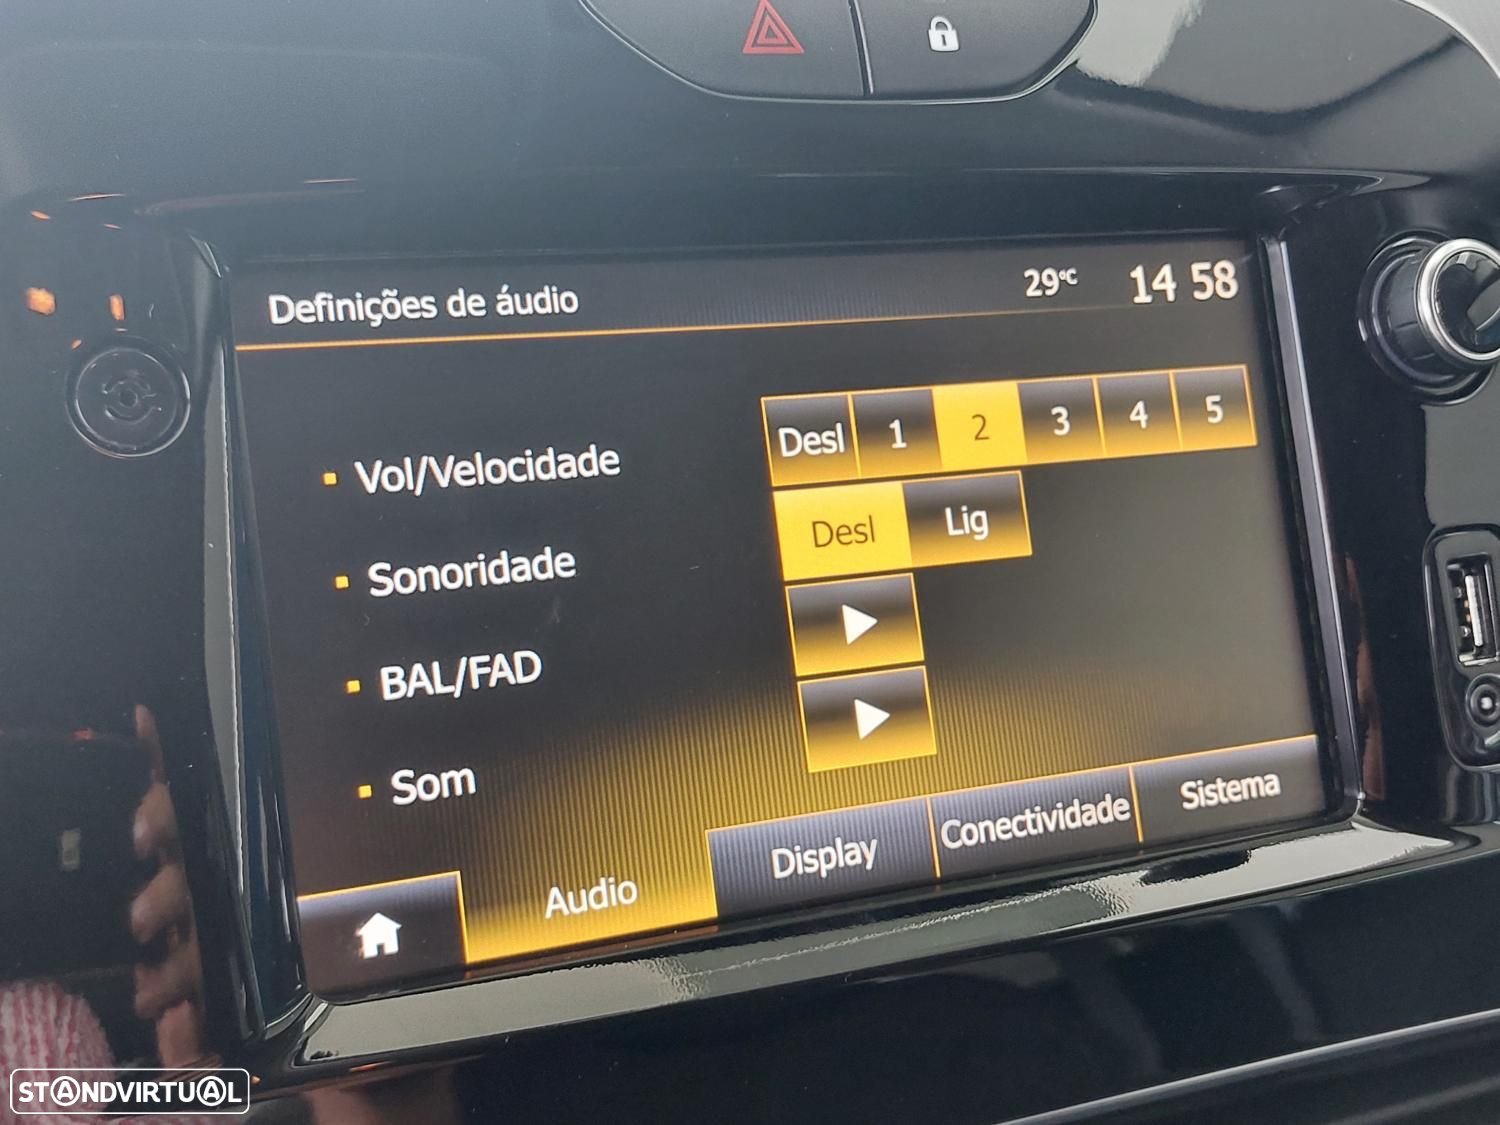 Definições de áudio 29°C 14 58
Vol/Velocidade Desl 1 2 3 4 5
Sonoridade Desl Lig
BAL/FAD
Som
Audio Display Conectividade Sistema
STANDVIRTUAL